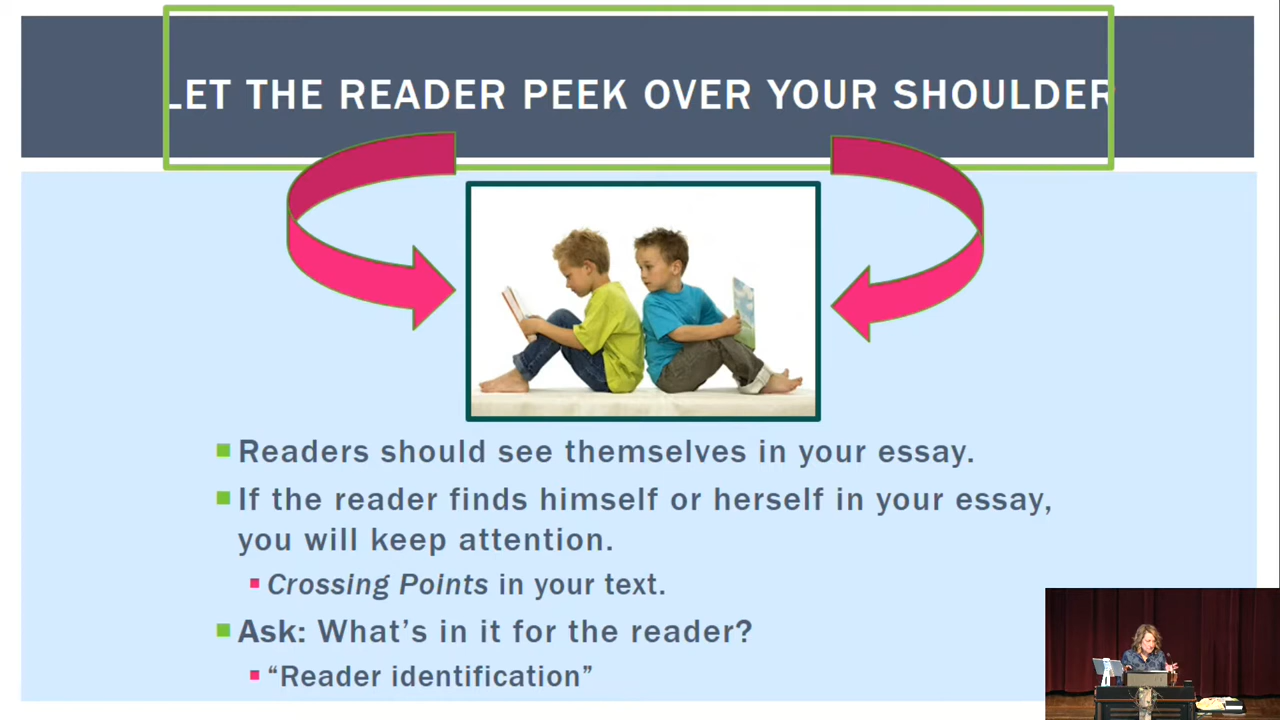 LET THE READER PEEK OVER YOUR SHOULDER
Readers should see themselves in your essay.
If the reader finds himself or herself in your essay,
you will keep attention.
Crossing Points in your text.
Ask: What's in it for the reader?
“Reader identification”